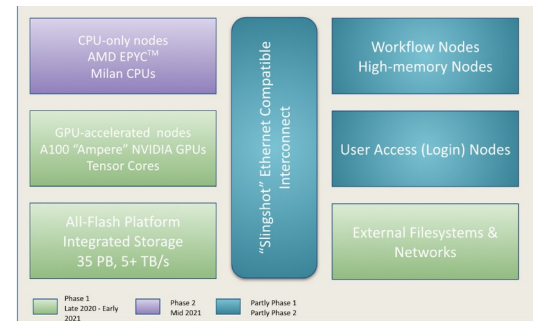 CPU-only nodes
AMD EPYC™
Milan CPUs
GPU-accelerated nodes
A100 “Ampere” NVIDIA GPUs
Tensor Cores
All-Flash Platform
Integrated Storage
35 PB, 5+ TB/s
“Slingshot” Ethernet Compatible
Interconnect
Workflow Nodes
High-memory Nodes
User Access (Login) Nodes
External Filesystems &
Networks
Phase 1
Late 2020 - Early
2021
Phase 2
Mid 2021
Partly Phase 1
Partly Phase 2